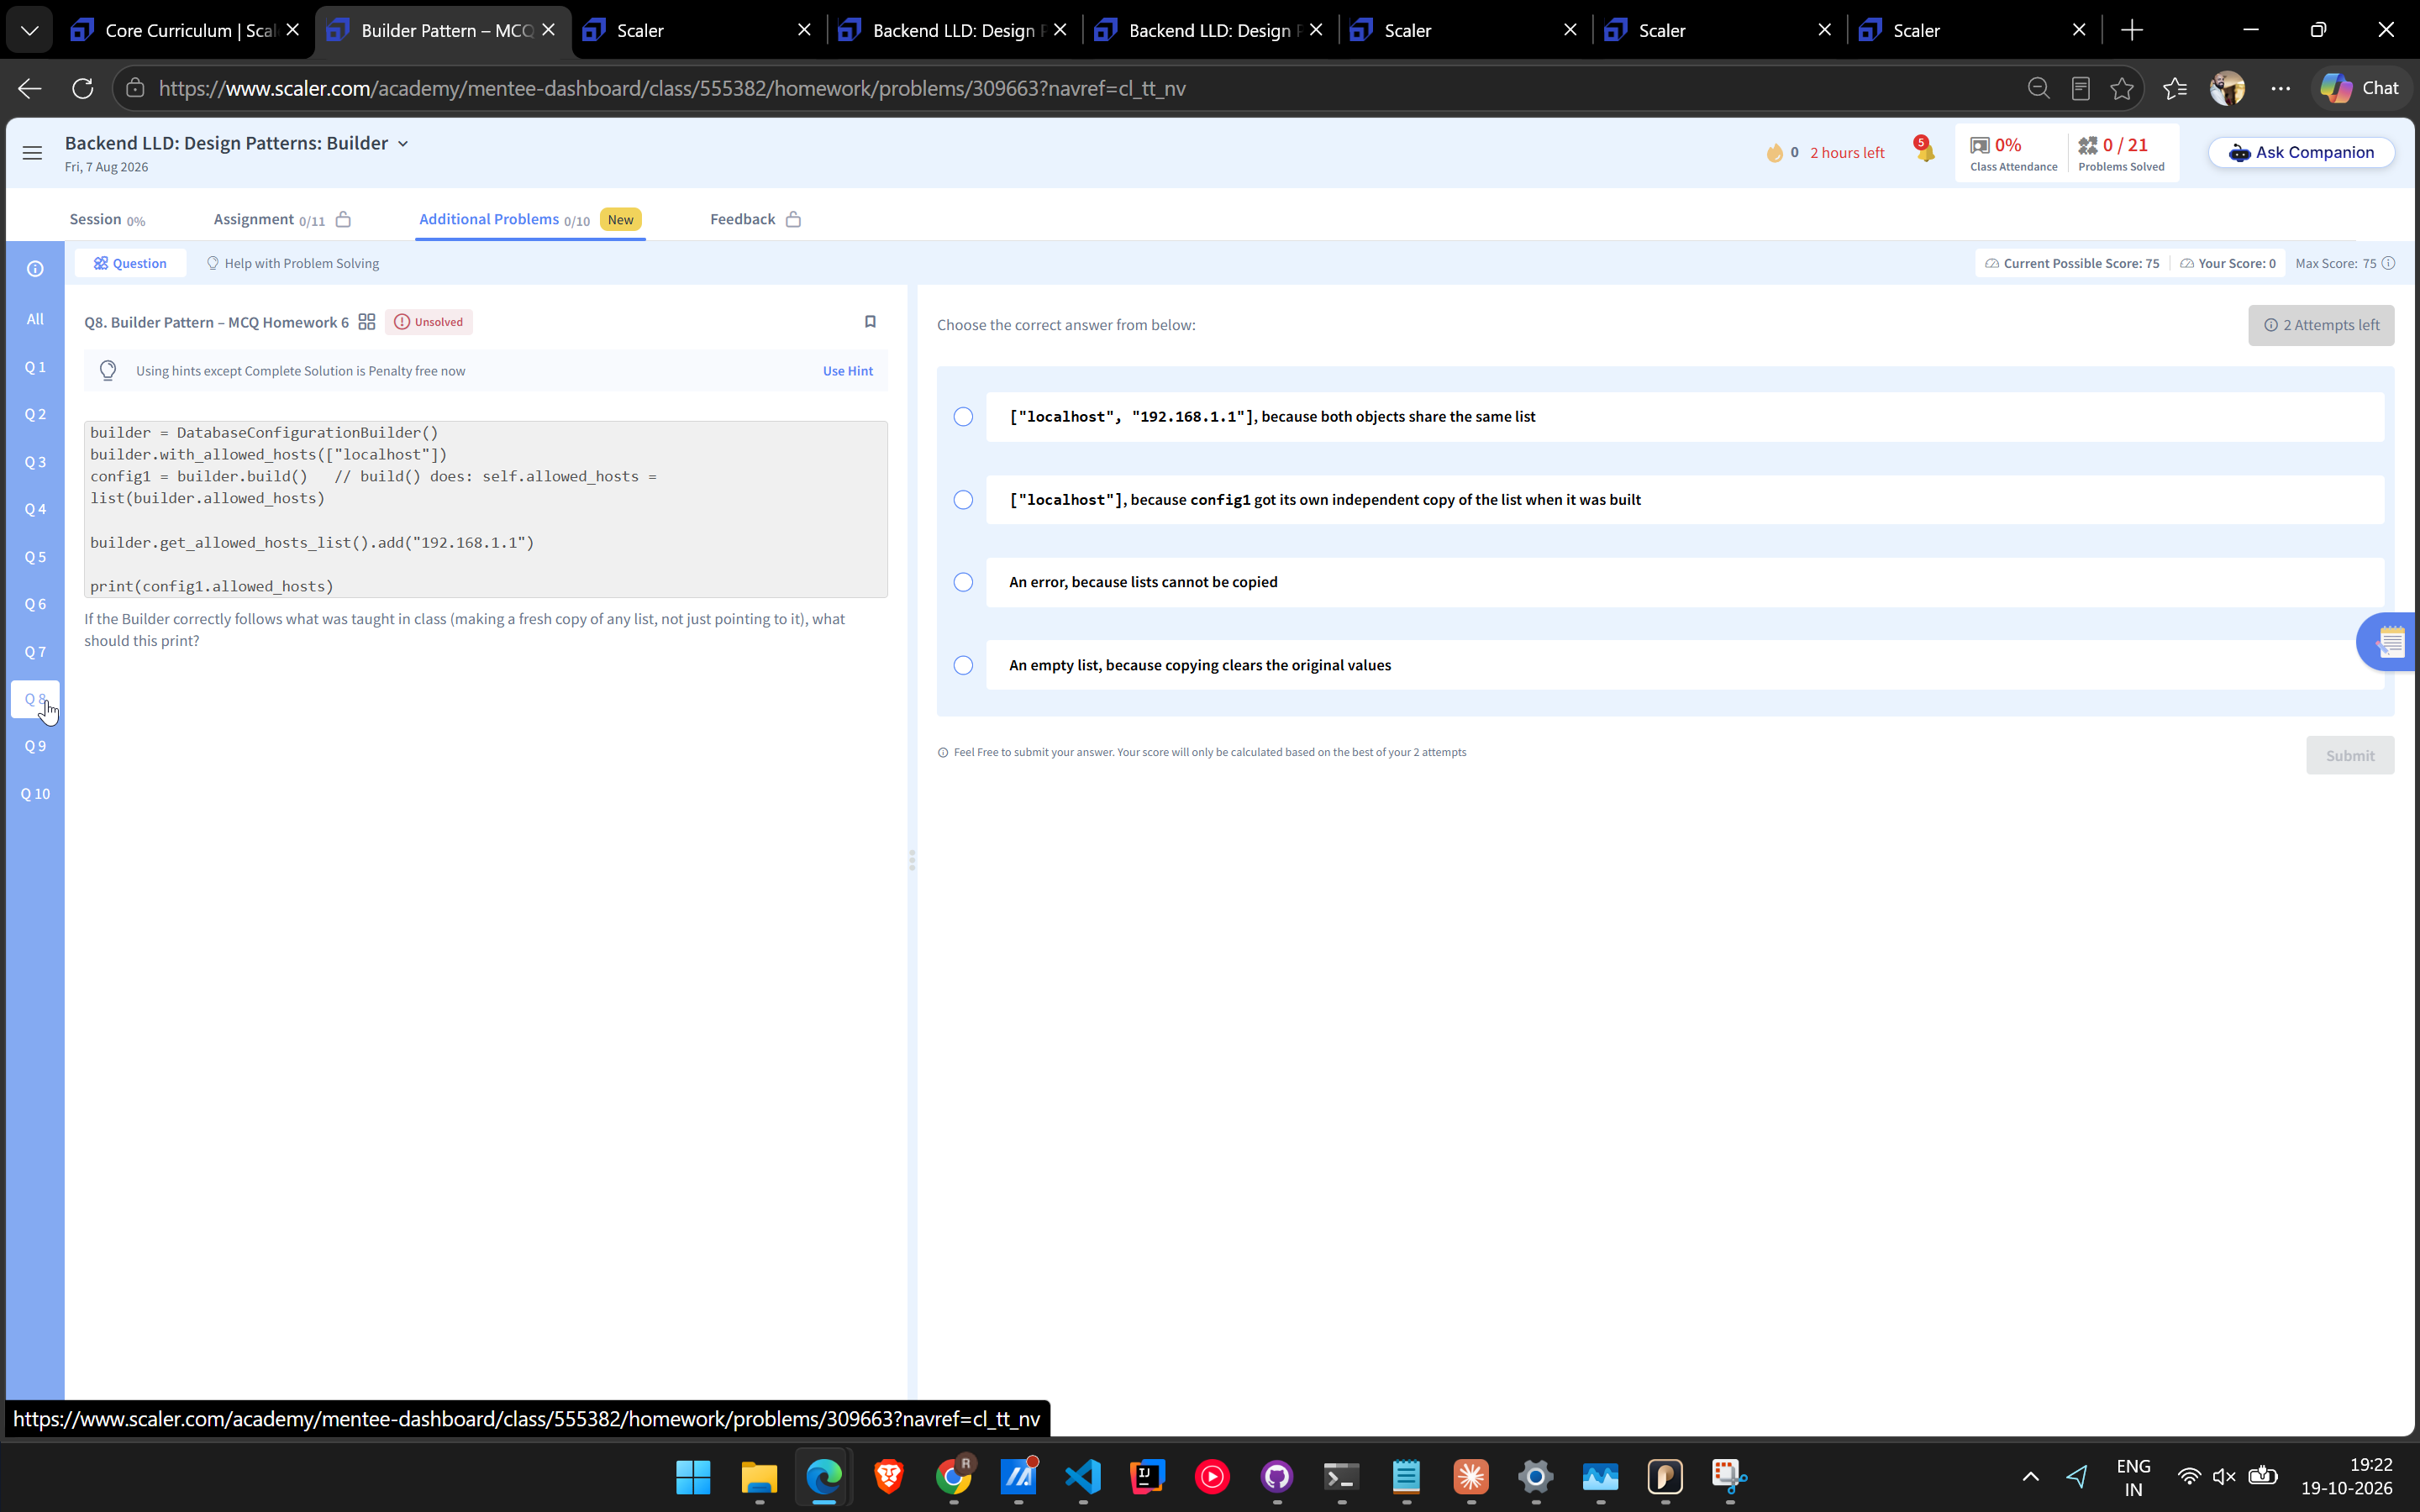 Core Curriculum | Scal
Builder Pattern – MCQ
Scaler
Backend LLD: Design P
Backend LLD: Design P
Scaler
Scaler
Scaler
https://www.scaler.com/academy/mentee-dashboard/class/555382/homework/problems/309663?navref=cl_tt_nv
Chat
Backend LLD: Design Patterns: Builder
Fri, 7 Aug 2026
0 2 hours left
5
0%
Class Attendance
0 / 21
Problems Solved
Ask Companion
Session 0%
Assignment 0/11
Additional Problems 0/10 New
Feedback
Question
Help with Problem Solving
Current Possible Score: 75
Your Score: 0
Max Score: 75
All
Q 1
Q 2
Q 3
Q 4
Q 5
Q 6
Q 7
Q 8
Q 9
Q 10
Q8. Builder Pattern – MCQ Homework 6
Unsolved
Using hints except Complete Solution is Penalty free now
Use Hint
builder = DatabaseConfigurationBuilder()
builder.with_allowed_hosts(["localhost"])
config1 = builder.build()   // build() does: self.allowed_hosts =
list(builder.allowed_hosts)
builder.get_allowed_hosts_list().add("192.168.1.1")
print(config1.allowed_hosts)
If the Builder correctly follows what was taught in class (making a fresh copy of any list, not just pointing to it), what
should this print?
Choose the correct answer from below:
2 Attempts left
["localhost", "192.168.1.1"], because both objects share the same list
["localhost"], because config1 got its own independent copy of the list when it was built
An error, because lists cannot be copied
An empty list, because copying clears the original values
Feel Free to submit your answer. Your score will only be calculated based on the best of your 2 attempts
Submit
https://www.scaler.com/academy/mentee-dashboard/class/555382/homework/problems/309663?navref=cl_tt_nv
R
IJ
ENG
IN
19:22
19-10-2026